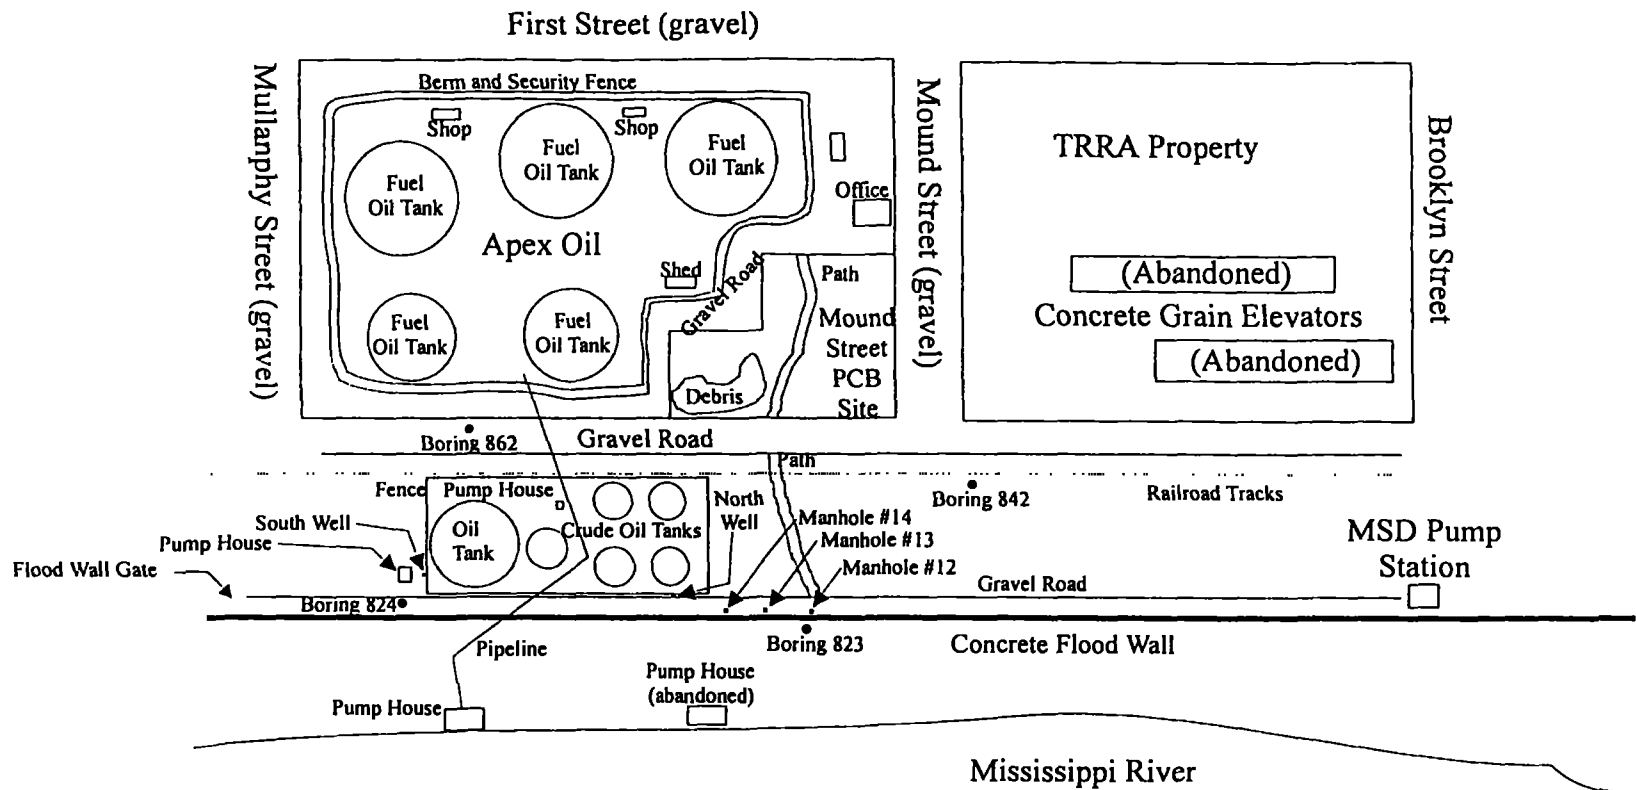 First Street (gravel)
Mullanphy Street (gravel)
Berm and Security Fence
Shop
Shop
Fuel
Oil Tank
Fuel
Oil Tank
Fuel
Oil Tank
Office
Apex Oil
Shed
Gravel Road
Path
Fuel
Oil Tank
Fuel
Oil Tank
Mound
Street
PCB
Site
Debris
Mound Street (gravel)
TRRA Property
(Abandoned)
Concrete Grain Elevators
(Abandoned)
Brooklyn Street
Boring 862
Gravel Road
Path
Fence
Pump House
Oil
Tank
Crude Oil Tanks
North
Well
Boring 842
Railroad Tracks
South Well
Pump House
Flood Wall Gate
Manhole #14
Manhole #13
Manhole #12
MSD Pump
Station
Gravel Road
Boring 824
Boring 823
Concrete Flood Wall
Pipeline
Pump House
(abandoned)
Pump House
Mississippi River